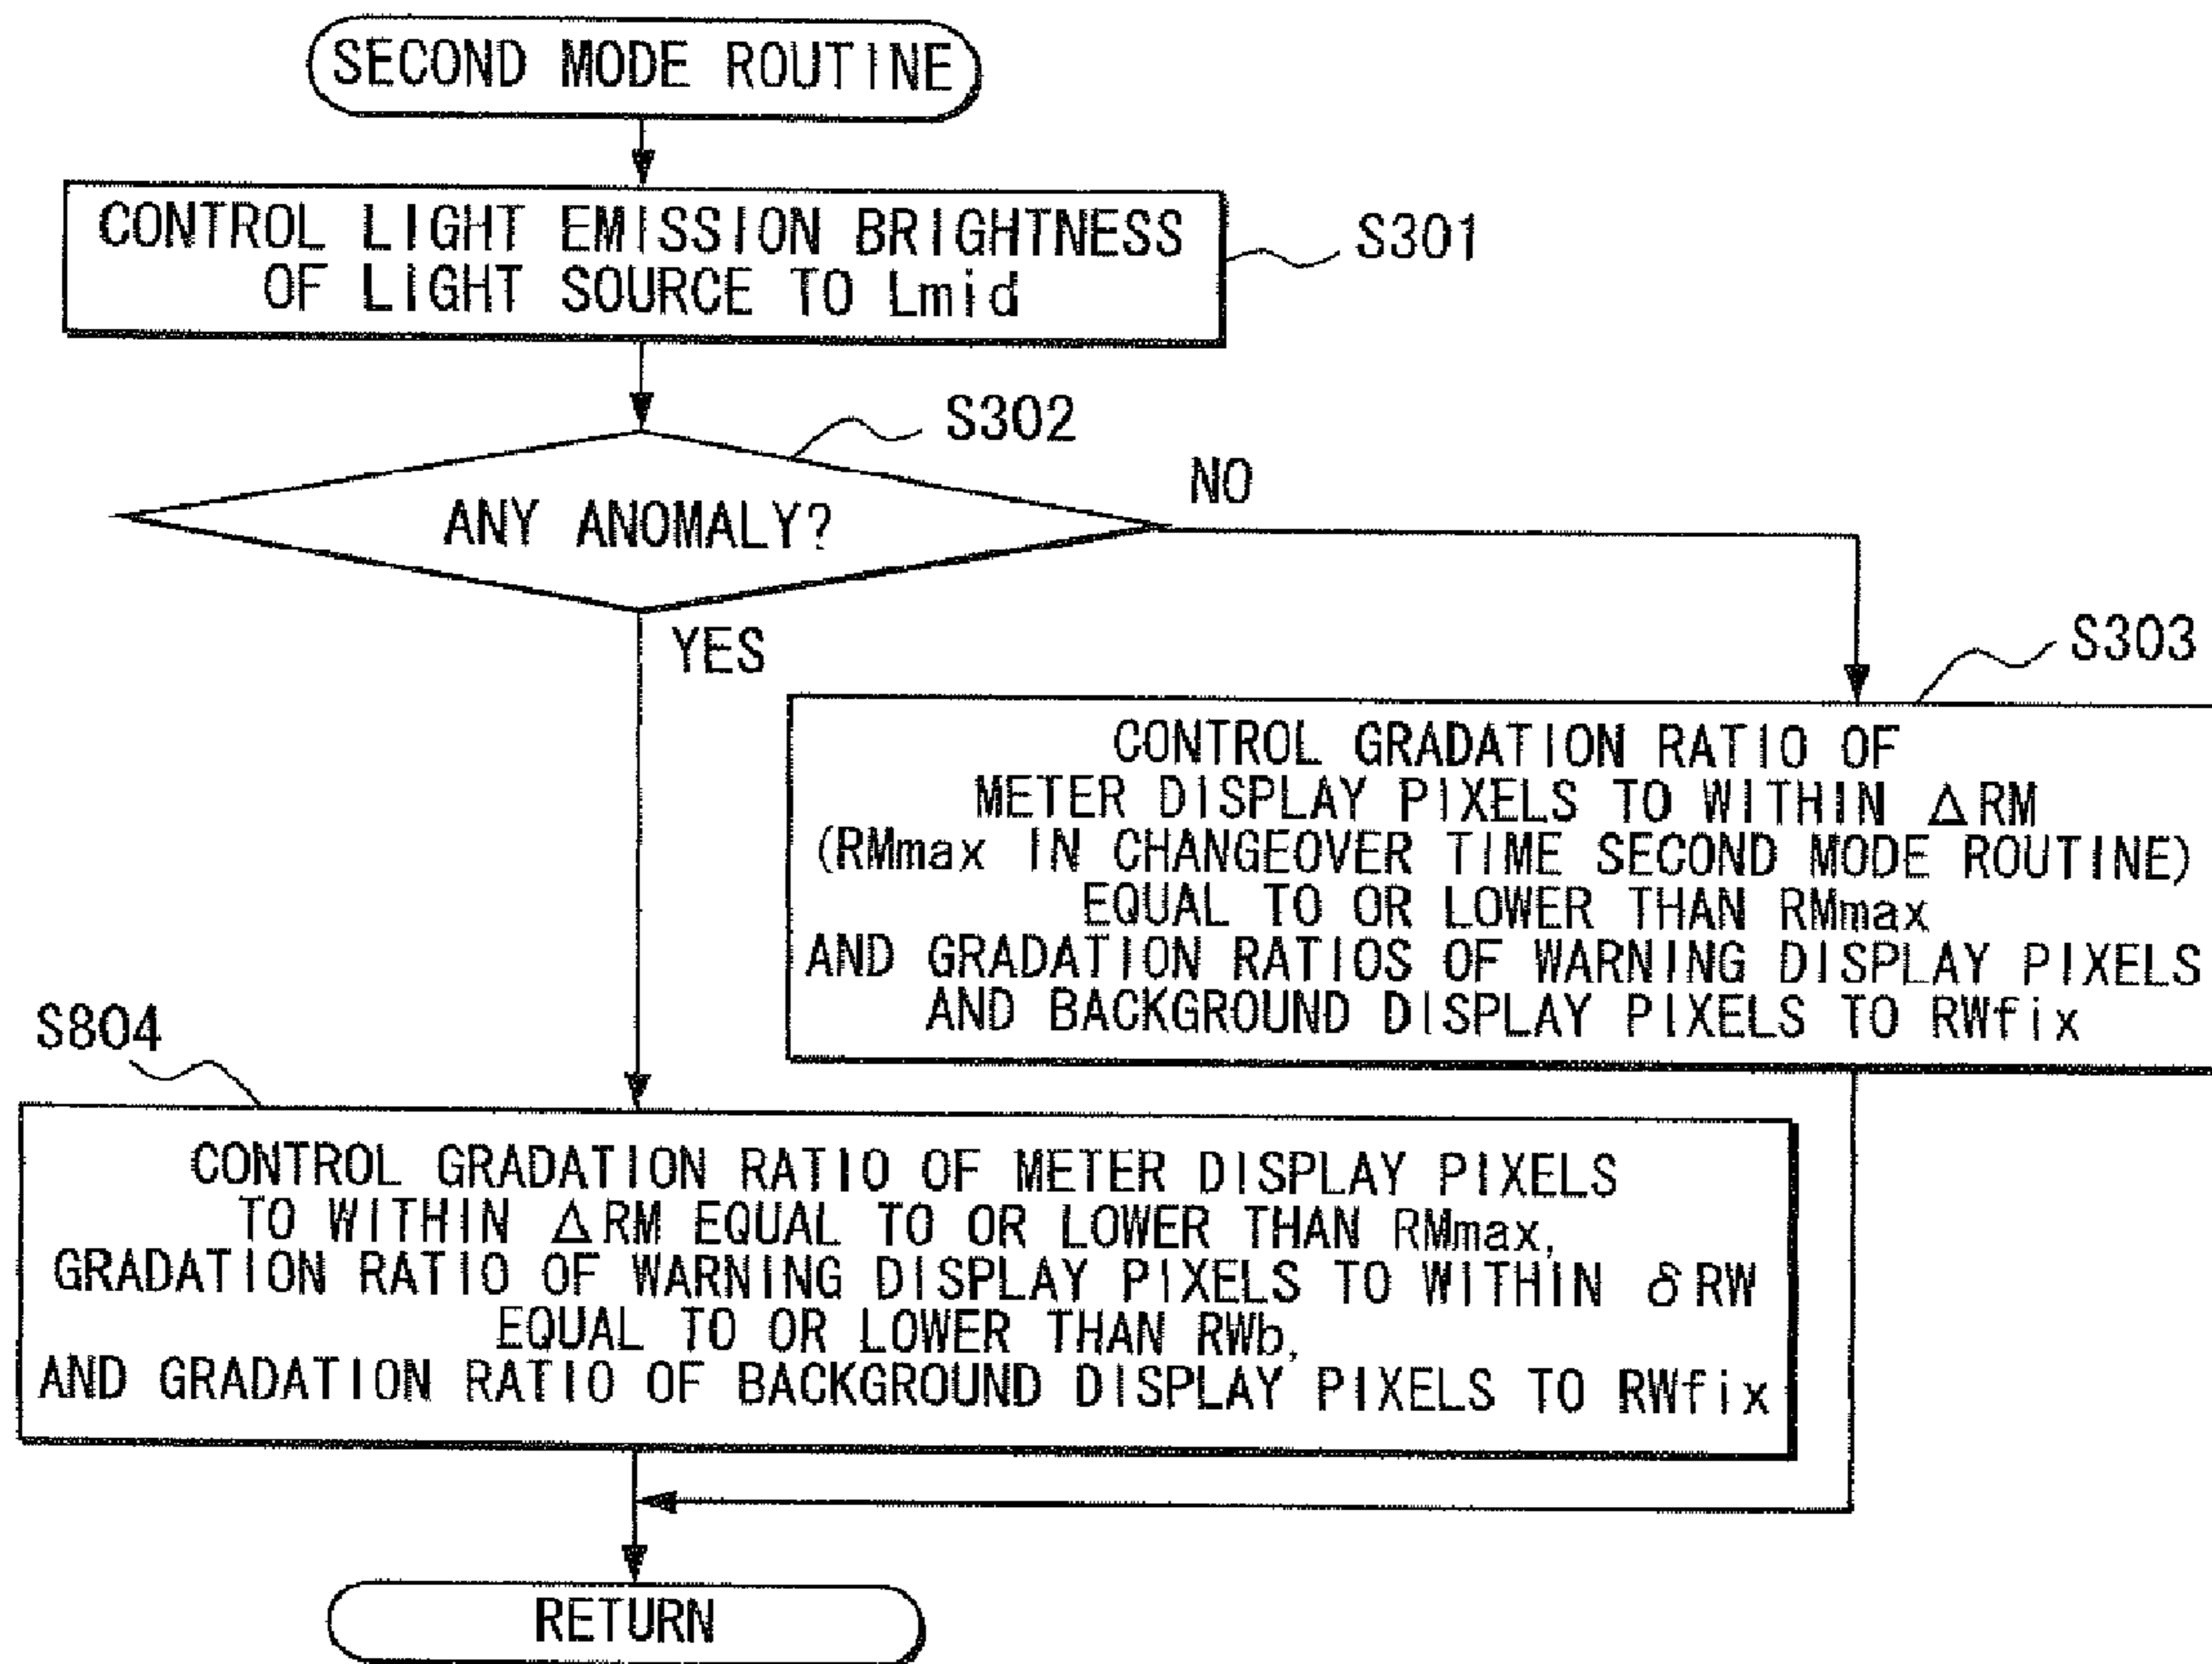 SECOND MODE ROUTINE
CONTROL LIGHT EMISSION BRIGHTNESS
OF LIGHT SOURCE TO Lmid
S301
S302
ANY ANOMALY?
NO
YES
S303
CONTROL GRADATION RATIO OF
METER DISPLAY PIXELS TO WITHIN ΔRM
(RMmax IN CHANGEOVER TIME SECOND MODE ROUTINE)
EQUAL TO OR LOWER THAN RMmax
AND GRADATION RATIOS OF WARNING DISPLAY PIXELS
AND BACKGROUND DISPLAY PIXELS TO RWfix
S804
CONTROL GRADATION RATIO OF METER DISPLAY PIXELS
TO WITHIN ΔRM EQUAL TO OR LOWER THAN RMmax,
GRADATION RATIO OF WARNING DISPLAY PIXELS TO WITHIN δRW
EQUAL TO OR LOWER THAN RWb,
AND GRADATION RATIO OF BACKGROUND DISPLAY PIXELS TO RWfix
RETURN